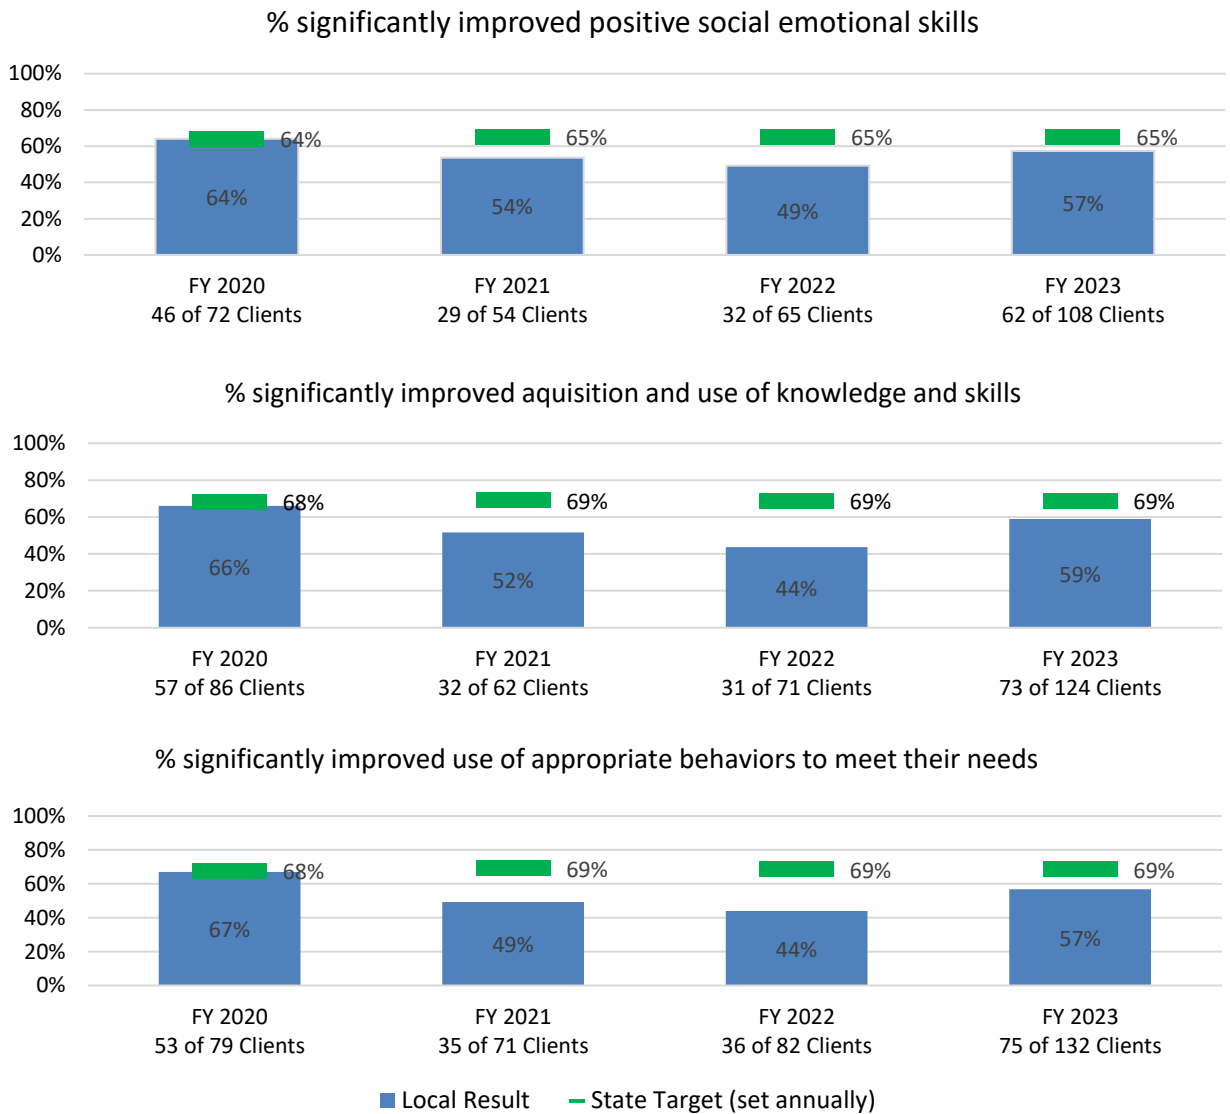 % significantly improved positive social emotional skills
100%
80%
60%
40%
20%
0%
64%
65%
65%
65%
64%
54%
49%
57%
FY 2020
46 of 72 Clients
FY 2021
29 of 54 Clients
FY 2022
32 of 65 Clients
FY 2023
62 of 108 Clients
% significantly improved aquisition and use of knowledge and skills
100%
80%
60%
40%
20%
0%
68%
69%
69%
69%
66%
52%
44%
59%
FY 2020
57 of 86 Clients
FY 2021
32 of 62 Clients
FY 2022
31 of 71 Clients
FY 2023
73 of 124 Clients
% significantly improved use of appropriate behaviors to meet their needs
100%
80%
60%
40%
20%
0%
68%
69%
69%
69%
67%
49%
44%
57%
FY 2020
53 of 79 Clients
FY 2021
35 of 71 Clients
FY 2022
36 of 82 Clients
FY 2023
75 of 132 Clients
Local Result
State Target (set annually)